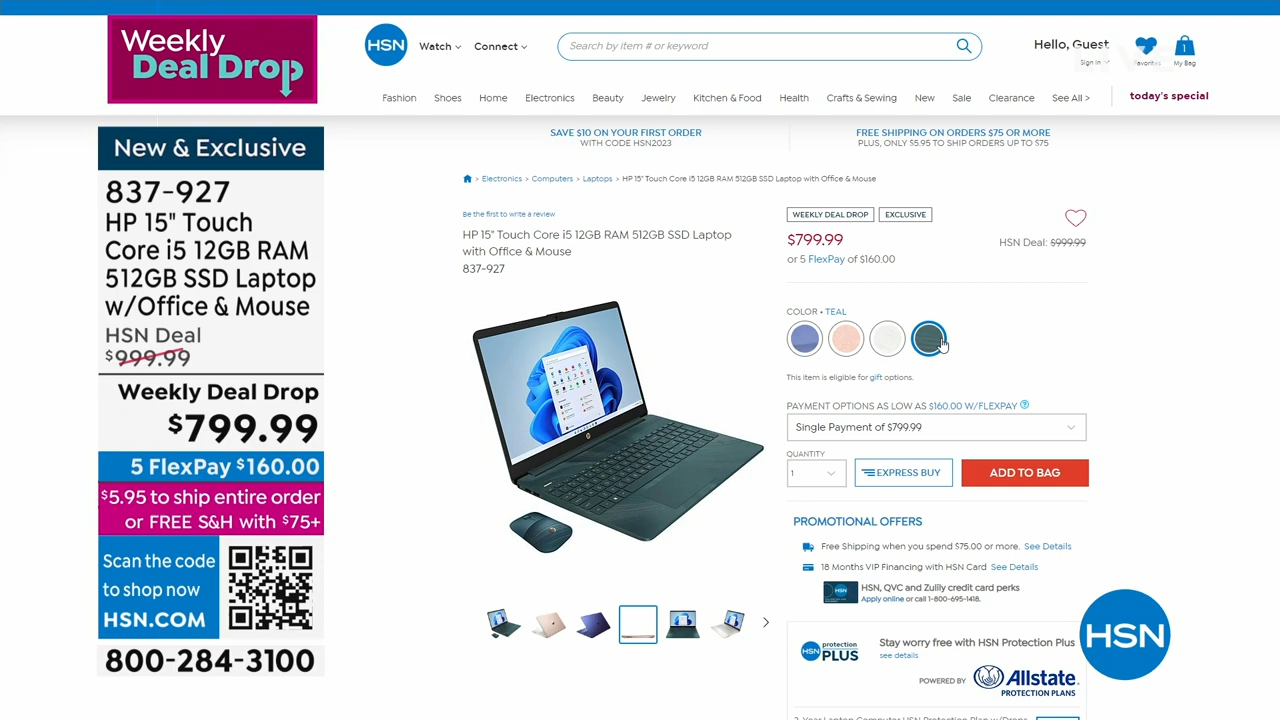 Weekly
Deal Drop
HSN
Watch
Connect
Search by item # or keyword
Hello, Guest
Sign In
Favorites
1
My Bag
Fashion
Shoes
Home
Electronics
Beauty
Jewelry
Kitchen & Food
Health
Crafts & Sewing
New
Sale
Clearance
See All >
today's special
SAVE $10 ON YOUR FIRST ORDER
WITH CODE HSN2023
FREE SHIPPING ON ORDERS $75 OR MORE
PLUS, ONLY $5.95 TO SHIP ORDERS UP TO $75
New & Exclusive
837-927
HP 15" Touch
Core i5 12GB RAM
512GB SSD Laptop
w/Office & Mouse
HSN Deal
$999.99
Weekly Deal Drop
$799.99
5 FlexPay $160.00
$5.95 to ship entire order
or FREE S&H with $75+
Scan the code
to shop now
HSN.COM
800-284-3100
> Electronics > Computers > Laptops > HP 15" Touch Core i5 12GB RAM 512GB SSD Laptop with Office & Mouse
Be the first to write a review
HP 15" Touch Core i5 12GB RAM 512GB SSD Laptop
with Office & Mouse
837-927
WEEKLY DEAL DROP
EXCLUSIVE
$799.99
HSN Deal: $999.99
or 5 FlexPay of $160.00
COLOR • TEAL
This item is eligible for gift options.
PAYMENT OPTIONS AS LOW AS $160.00 W/FLEXPAY ?
Single Payment of $799.99
QUANTITY
1
EXPRESS BUY
ADD TO BAG
PROMOTIONAL OFFERS
Free Shipping when you spend $75.00 or more. See Details
18 Months VIP Financing with HSN Card See Details
HSN, QVC and Zulily credit card perks
Apply online or call 1-800-695-1418.
HSN protection
PLUS
Stay worry free with HSN Protection Plus
see details
POWERED BY
Allstate
PROTECTION PLANS
HSN